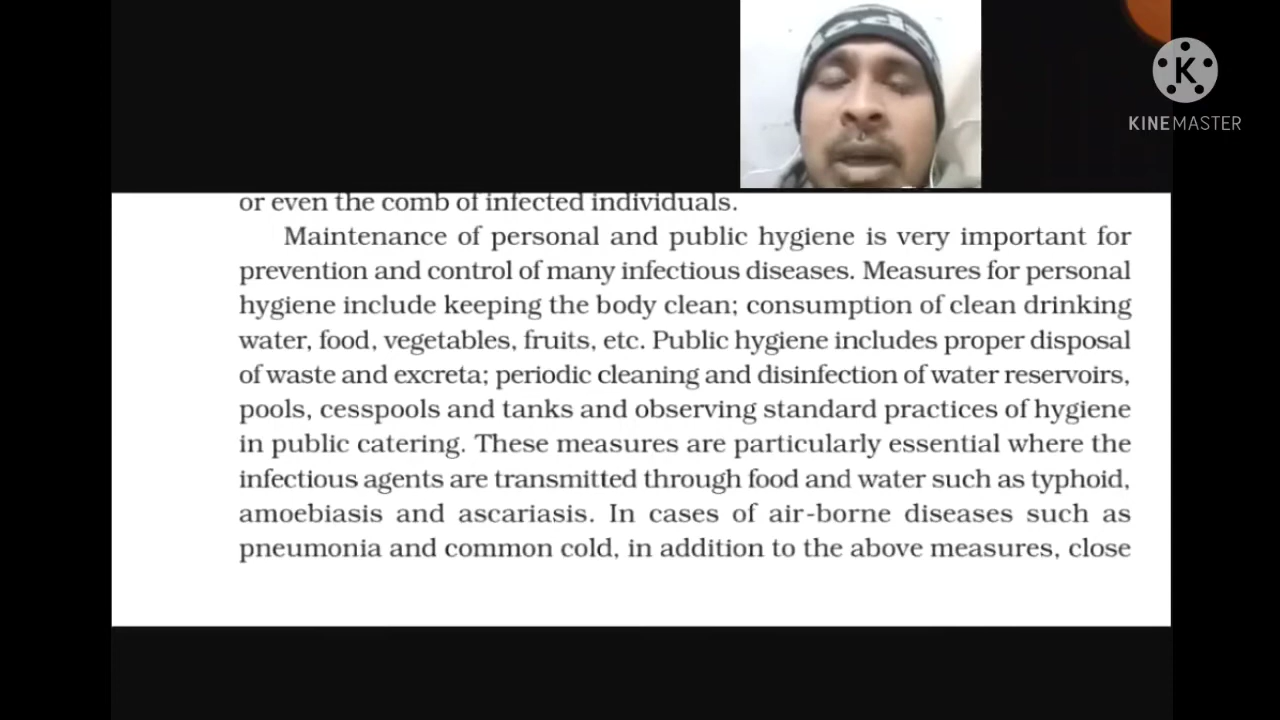 K
KINEMASTER
or even the comb of infected individuals.
Maintenance of personal and public hygiene is very important for
prevention and control of many infectious diseases. Measures for personal
hygiene include keeping the body clean; consumption of clean drinking
water, food, vegetables, fruits, etc. Public hygiene includes proper disposal
of waste and excreta; periodic cleaning and disinfection of water reservoirs,
pools, cesspools and tanks and observing standard practices of hygiene
in public catering. These measures are particularly essential where the
infectious agents are transmitted through food and water such as typhoid,
amoebiasis and ascariasis. In cases of air-borne diseases such as
pneumonia and common cold, in addition to the above measures, close